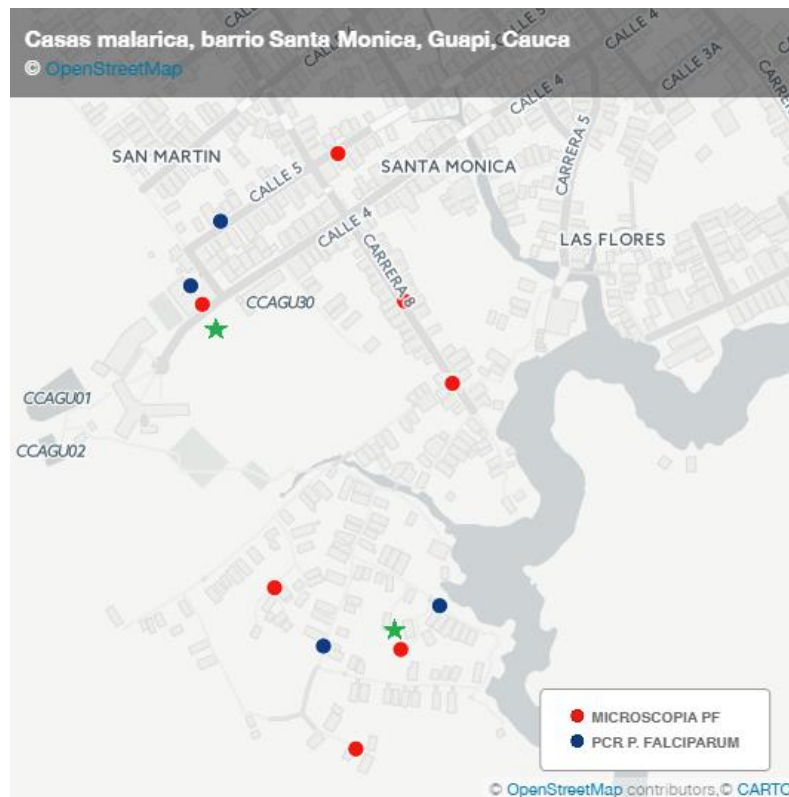 Casas malarica, barrio Santa Monica, Guapi, Cauca
© OpenStreetMap
CALLE 5
CALLE 4
CALLE 3A
CALLE 4
CARRERA 5
SAN MARTIN
SANTA MONICA
CALLE 5
CALLE 4
CARRERA 8
LAS FLORES
CCAGU30
CCAGU01
CCAGU02
MICROSCOPIA PF
PCR P. FALCIPARUM
© OpenStreetMap contributors,© CARTO